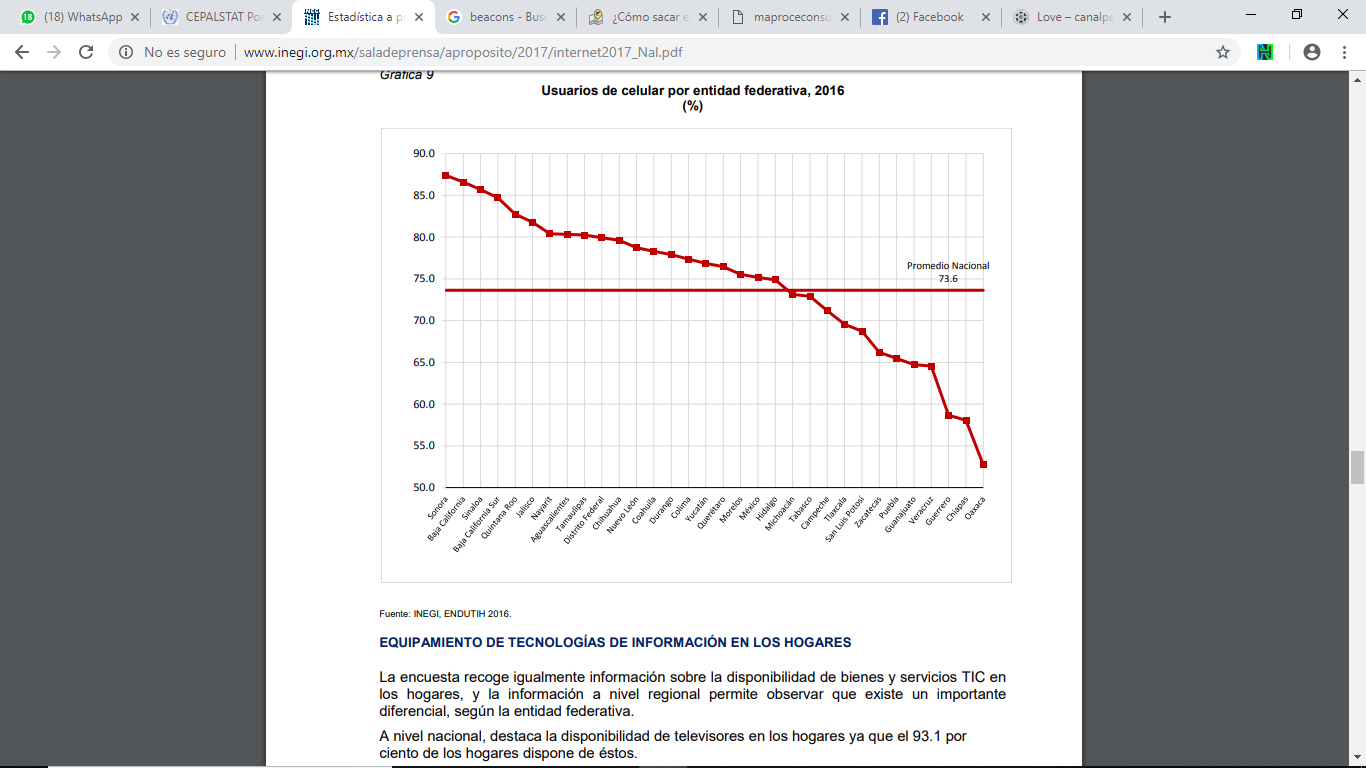 (18) WhatsApp
CEPALSTAT Po
Estadística a p
beacons - Bus
¿Cómo sacar e
maproceconsu
(2) Facebook
Love – canalpe
No es seguro
www.inegi.org.mx/saladeprensa/aproposito/2017/internet2017_Nal.pdf
Gráfica 9
Usuarios de celular por entidad federativa, 2016
(%)
90.0
85.0
80.0
75.0
70.0
65.0
60.0
55.0
50.0
Promedio Nacional
73.6
Sonora
Baja California
Sinaloa
Baja California Sur
Quintana Roo
Jalisco
Nayarit
Aguascalientes
Tamaulipas
Distrito Federal
Chihuahua
Nuevo León
Coahuila
Durango
Colima
Yucatán
Querétaro
Morelos
México
Hidalgo
Michoacán
Tabasco
Campeche
Tlaxcala
San Luis Potosí
Zacatecas
Puebla
Guanajuato
Veracruz
Guerrero
Chiapas
Oaxaca
Fuente: INEGI, ENDUTIH 2016.
EQUIPAMIENTO DE TECNOLOGÍAS DE INFORMACIÓN EN LOS HOGARES
La encuesta recoge igualmente información sobre la disponibilidad de bienes y servicios TIC en
los hogares, y la información a nivel regional permite observar que existe un importante
diferencial, según la entidad federativa.
A nivel nacional, destaca la disponibilidad de televisores en los hogares ya que el 93.1 por
ciento de los hogares dispone de éstos.